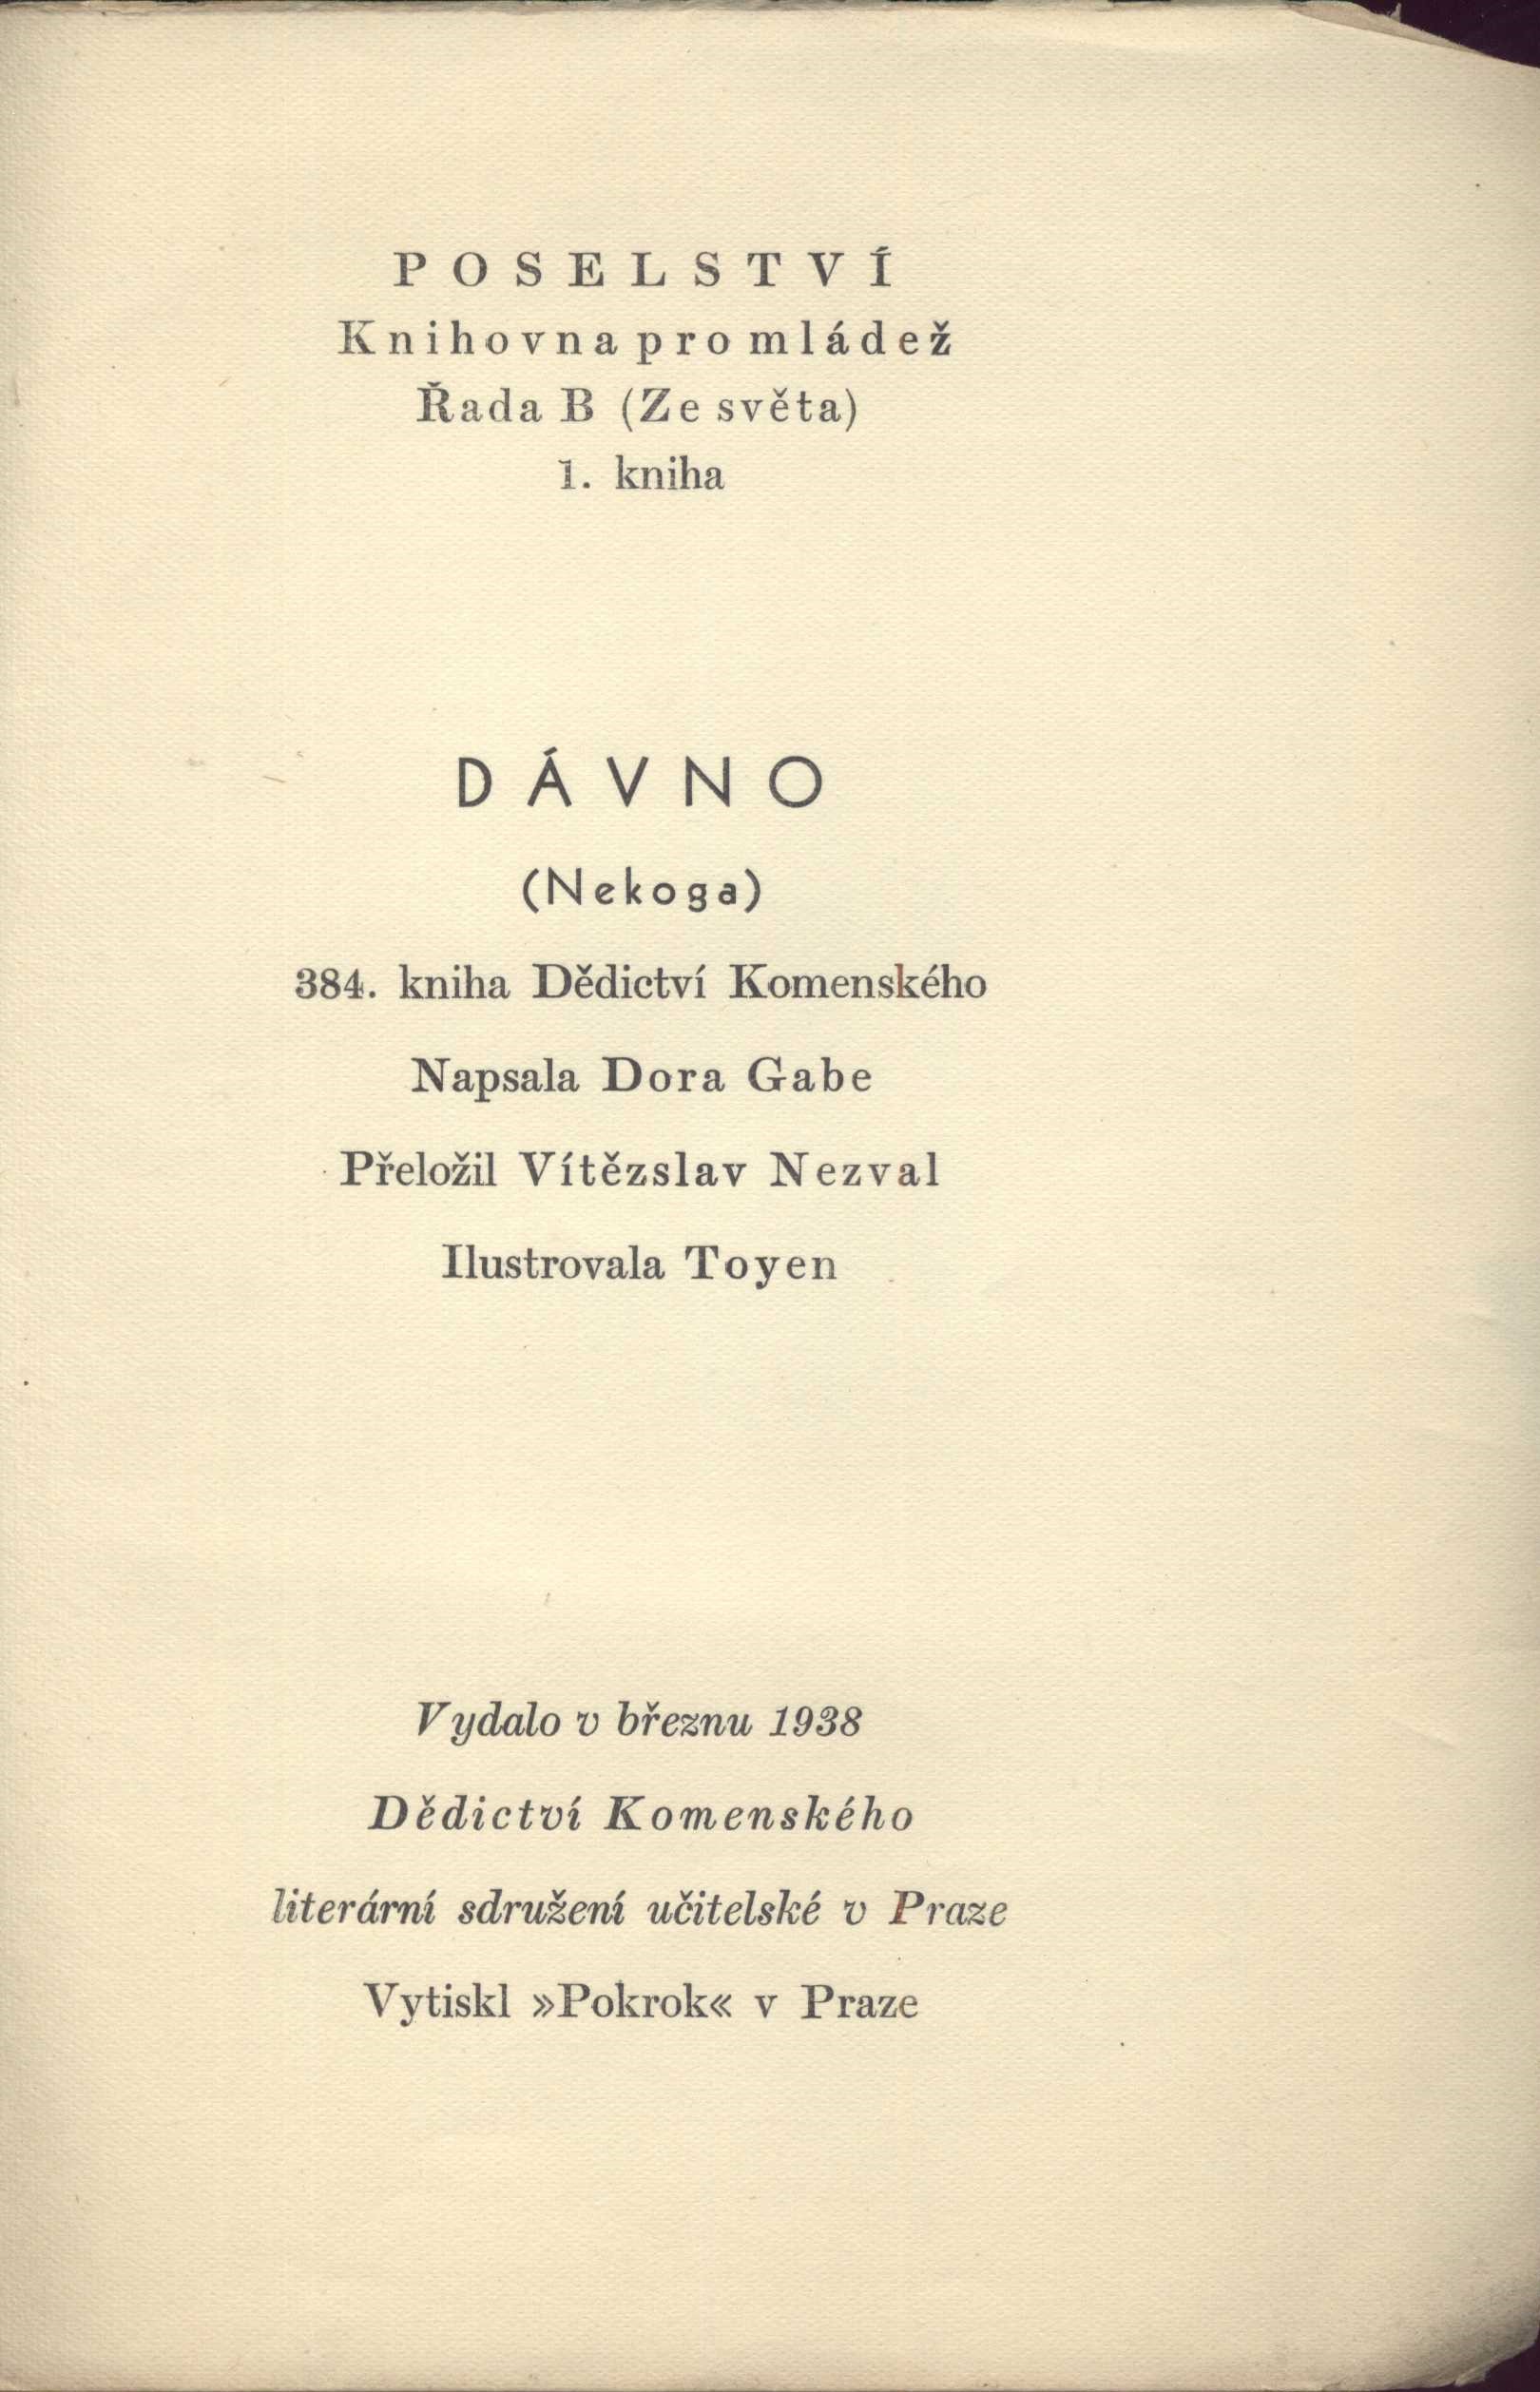 POSELSTVÍ
Knihovna pro mládež
Řada B (Ze světa)
1. kniha
DÁVNO
(Nekoga)
384. kniha Dědictví Komenského
Napsala Dora Gabe
Přeložil Vítězslav Nezval
Ilustrovala Toyen
Vydalo v březnu 1938
Dědictví Komenského
literární sdružení učitelské v Praze
Vytiskl »Pokrok« v Praze